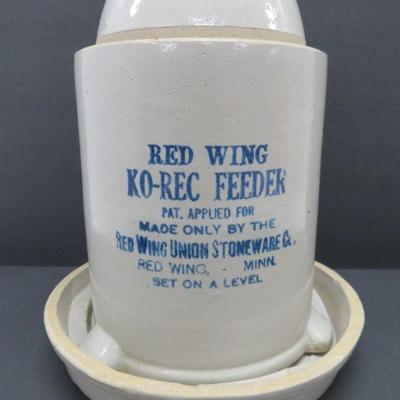 RED WING
KO-REC FEEDER
PAT. APPLIED FOR
MADE ONLY BY THE
RED WING UNION STONEWARE CO.,
RED WING, · MINN.
SET ON A LEVEL